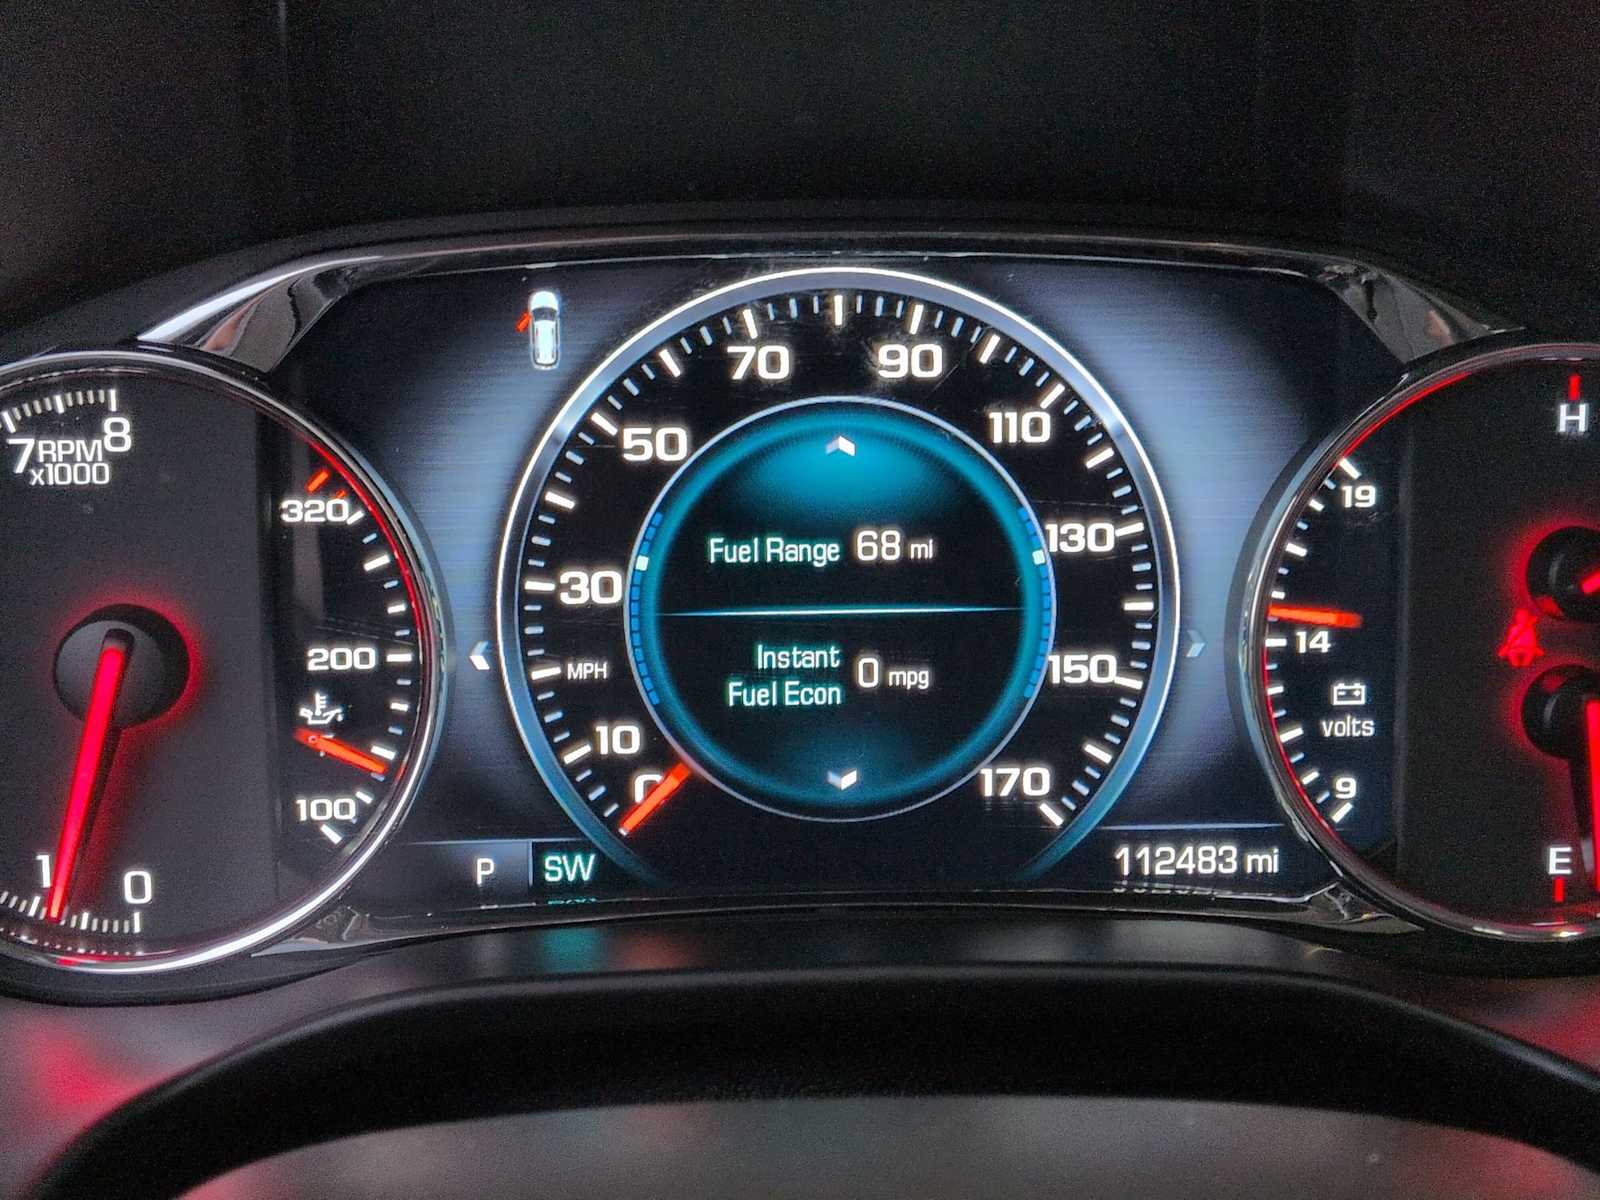 70
90
50
110
30
130
MPH
150
10
0
170
Fuel Range 68 mi
Instant
Fuel Econ 0 mpg
7 RPM 8
x1000
1
0
320
200
100
P
SW
112483 mi
19
14
volts
9
H
E